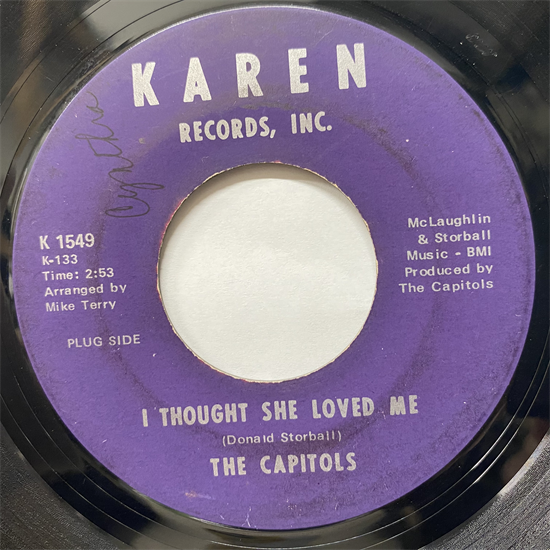 KAREN
RECORDS, INC.
Cynthia
K 1549
K-133
Time: 2:53
Arranged by
Mike Terry
PLUG SIDE
McLaughlin
& Storball
Music - BMI
Produced by
The Capitols
I THOUGHT SHE LOVED ME
(Donald Storball)
THE CAPITOLS